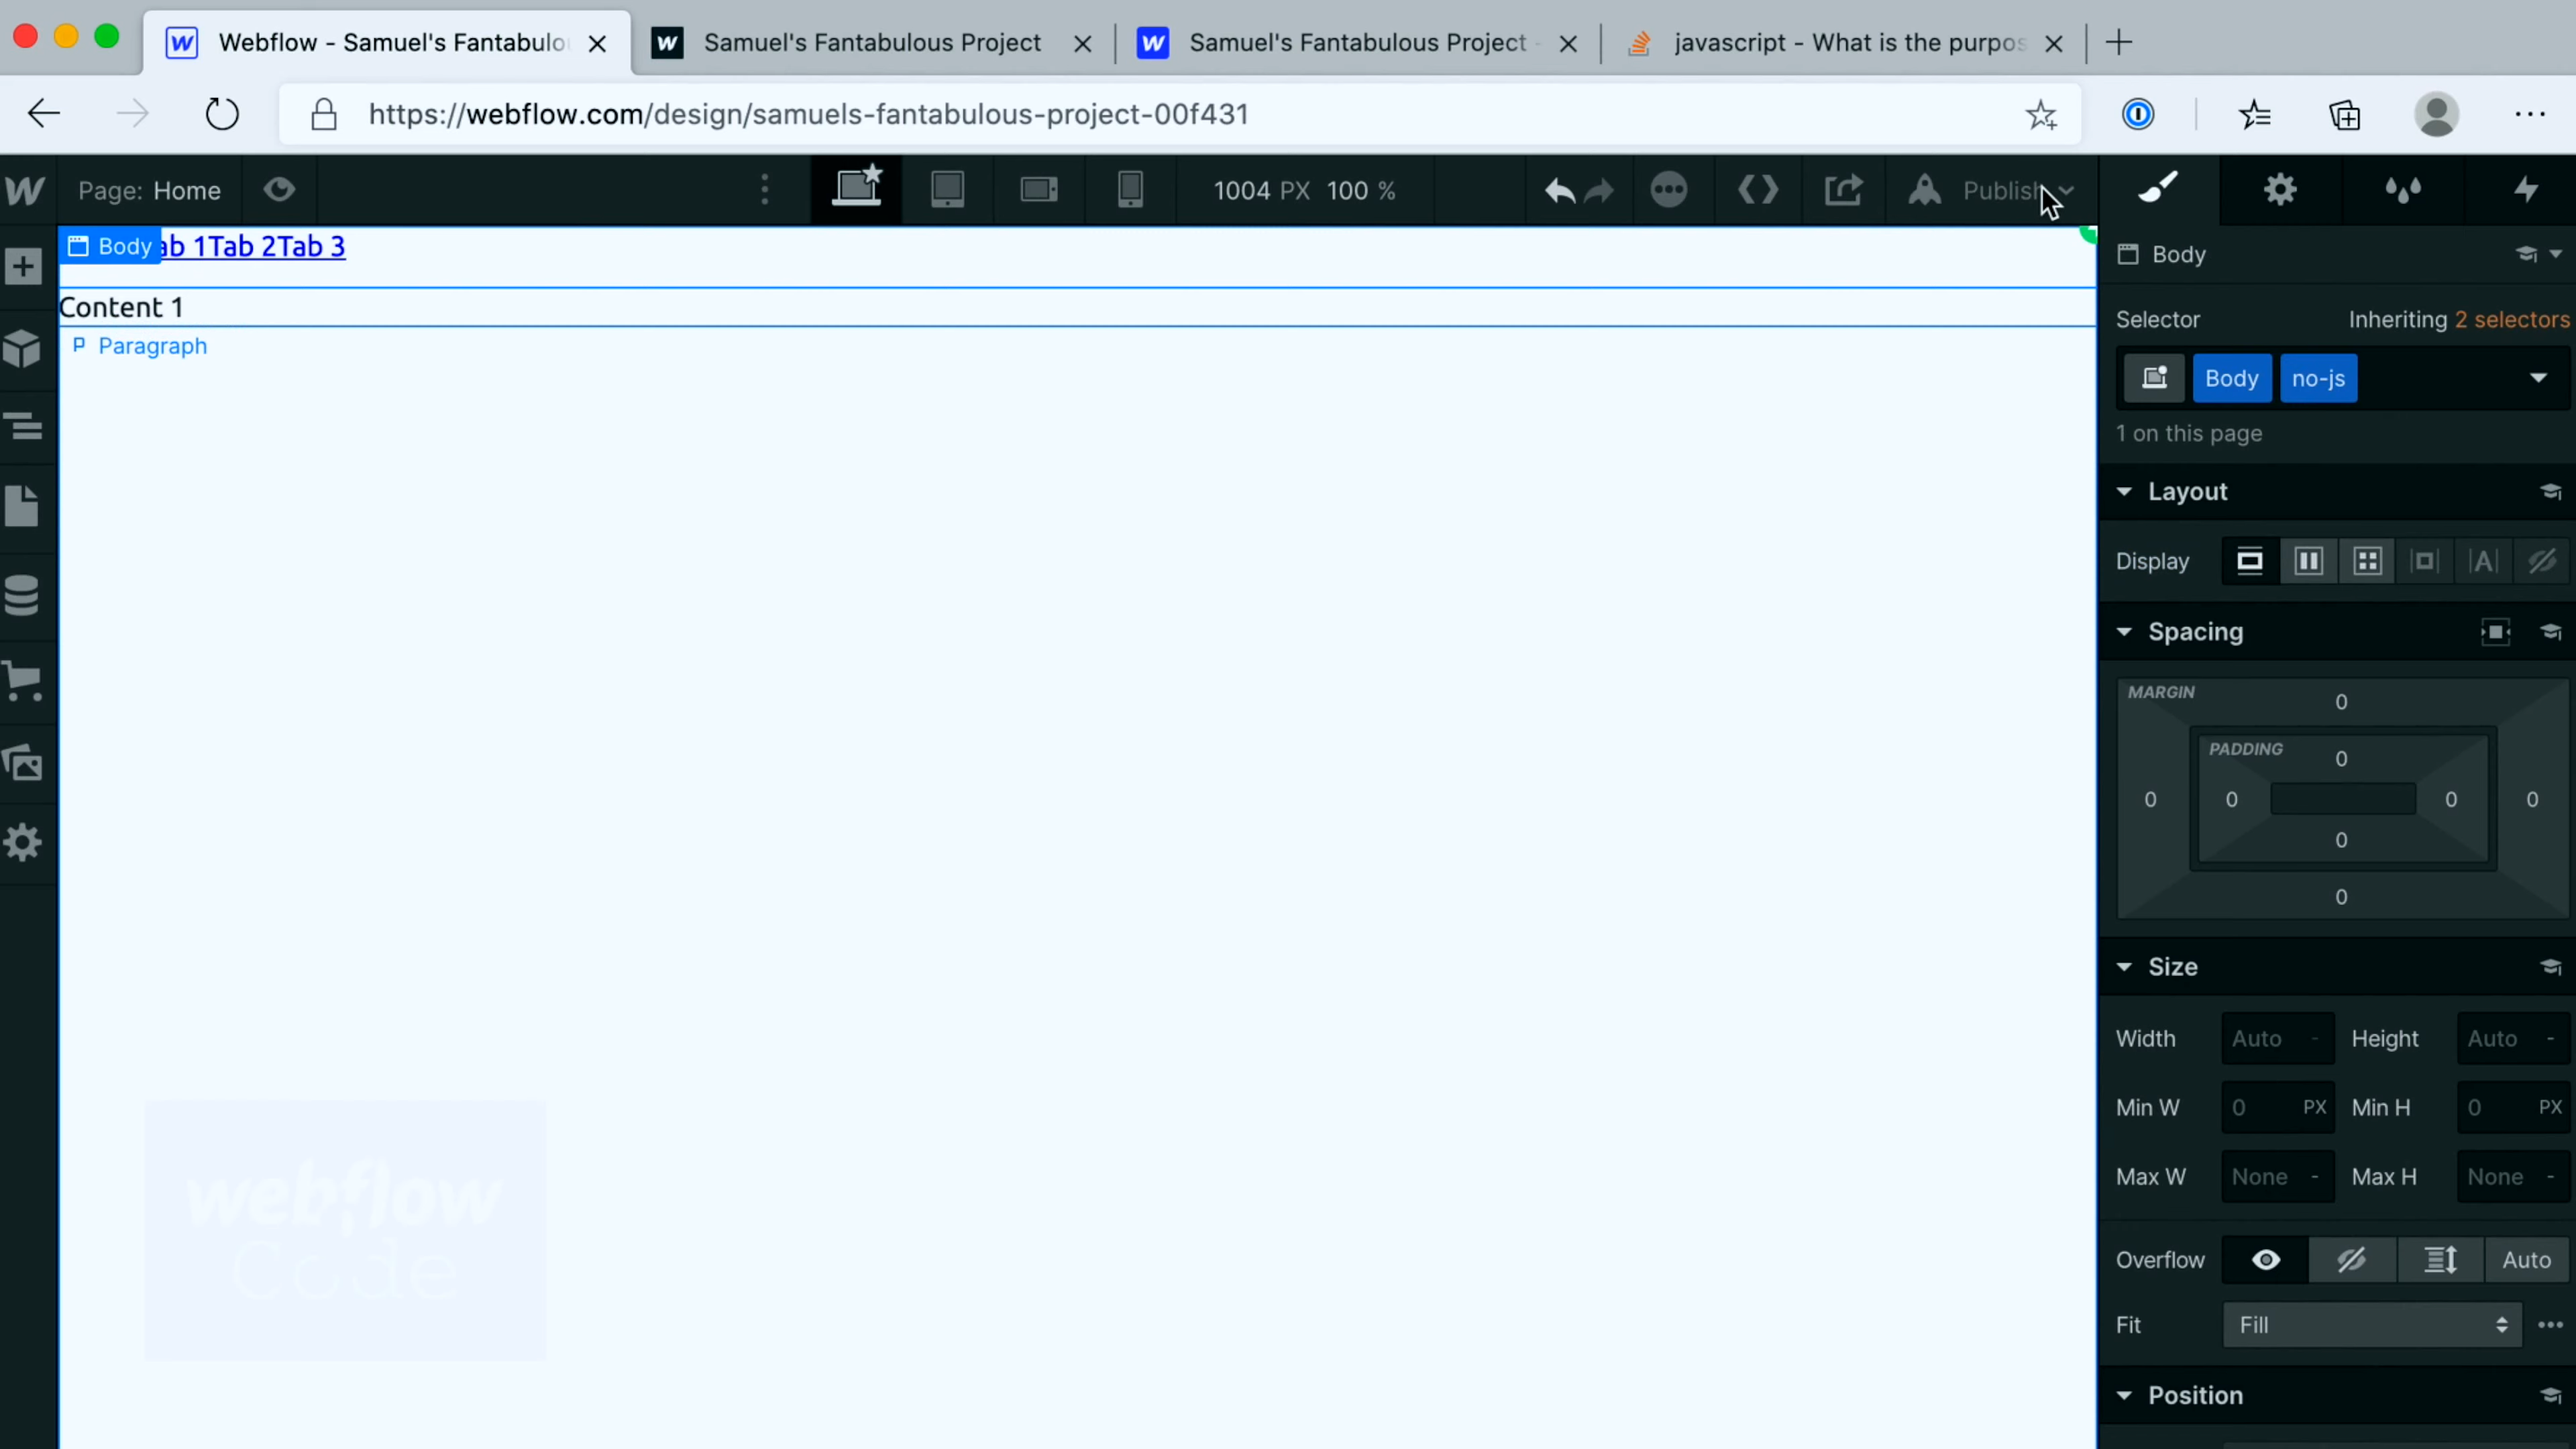 Webflow - Samuel's Fantabulo
Samuel's Fantabulous Project
Samuel's Fantabulous Project -
javascript - What is the purpos
https://webflow.com/design/samuels-fantabulous-project-00f431
Page: Home
1004 PX 100 %
Publish
Body
ab 1Tab 2Tab 3
Content 1
Paragraph
webflow
Code
Body
Selector
Inheriting 2 selectors
Body
no-js
1 on this page
Layout
Display
Spacing
MARGIN
0
PADDING
0
0
0
0
0
0
0
Size
Width
Auto -
Height
Auto -
Min W
0 PX
Min H
0 PX
Max W
None -
Max H
None -
Overflow
Auto
Fit
Fill
Position